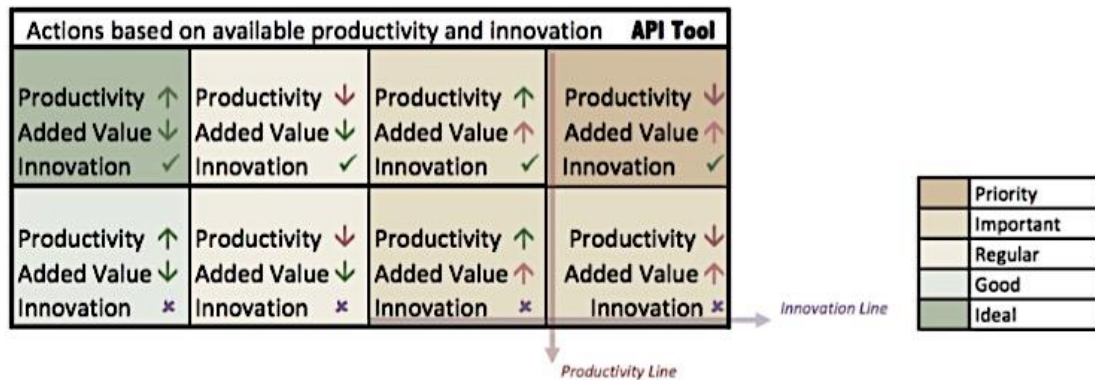 Actions based on available productivity and innovation API Tool
Productivity ↑ Productivity ↓ Productivity ↑ Productivity ↓
Added Value ↓ Added Value ↓ Added Value ↑ Added Value ↑
Innovation ✓ Innovation ✓ Innovation ✓ Innovation ✓
Productivity ↑ Productivity ↓ Productivity ↑ Productivity ↓
Added Value ↓ Added Value ↓ Added Value ↑ Added Value ↑
Innovation × Innovation × Innovation × Innovation ×
Innovation Line
Productivity Line
Priority
Important
Regular
Good
Ideal